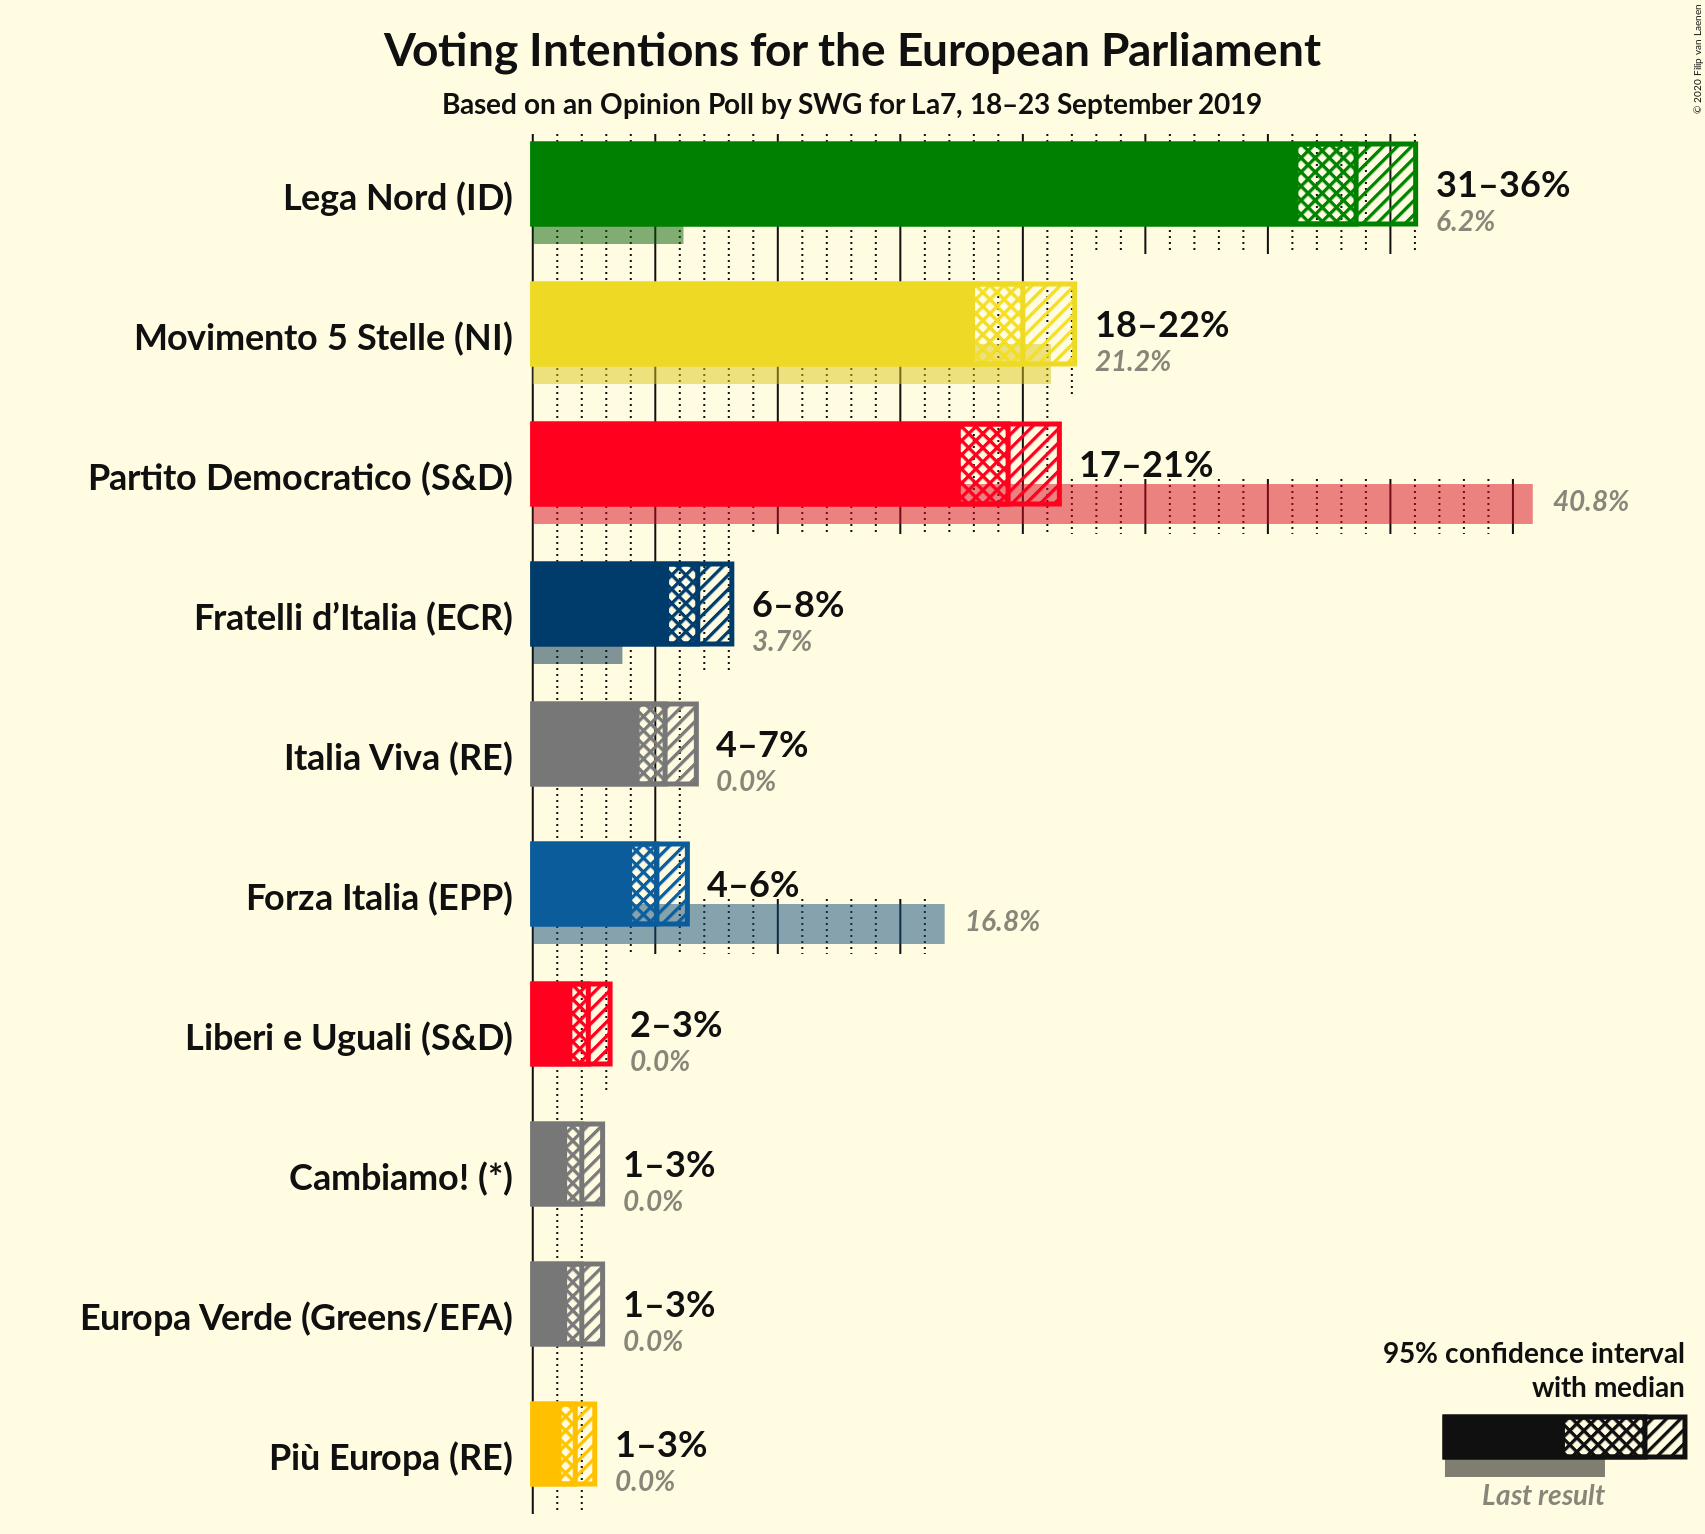 Voting Intentions for the European Parliament
Based on an Opinion Poll by SWG for La7, 18–23 September 2019
© 2020 Filip van Laenen
Lega Nord (ID)
31–36%
6.2%
Movimento 5 Stelle (NI)
18–22%
21.2%
Partito Democratico (S&D)
17–21%
40.8%
Fratelli d’Italia (ECR)
6–8%
3.7%
Italia Viva (RE)
4–7%
0.0%
Forza Italia (EPP)
4–6%
16.8%
Liberi e Uguali (S&D)
2–3%
0.0%
Cambiamo! (*)
1–3%
0.0%
Europa Verde (Greens/EFA)
1–3%
0.0%
Più Europa (RE)
1–3%
0.0%
95% confidence interval
with median
Last result